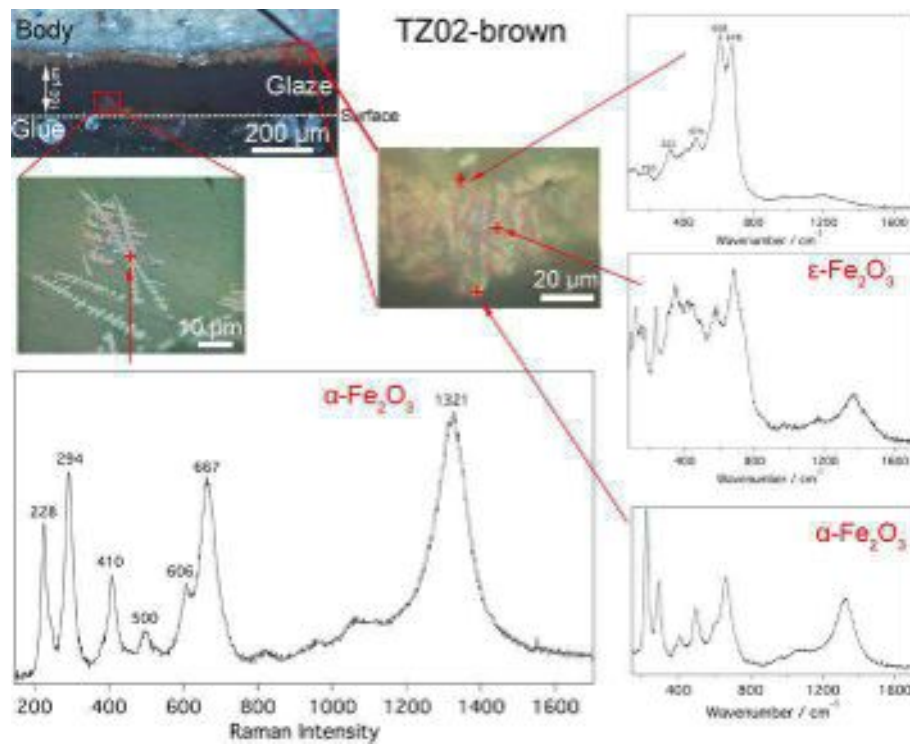 Body
TZ02-brown
Glaze
Surface
Glue
200 µm
10 µm
20 µm
400 800 1200 1600
Wavenumber / cm⁻¹
ε-Fe₂O₃
400 800 1200 1600
Wavenumber / cm⁻¹
α-Fe₂O₃
1321
294
667
228
410
606
500
200 400 600 800 1000 1200 1400 1600
Raman Intensity
α-Fe₂O₃
400 800 1200 1600
Wavenumber / cm⁻¹